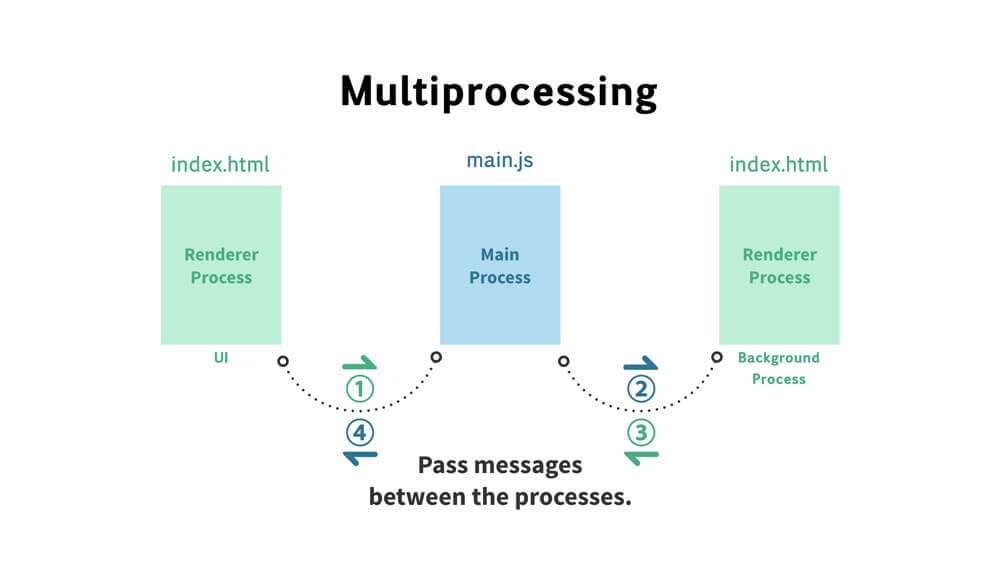 Multiprocessing
index.html
main.js
index.html
Renderer
Process
Main
Process
Renderer
Process
UI
Background
Process
①
②
④
③
Pass messages
between the processes.